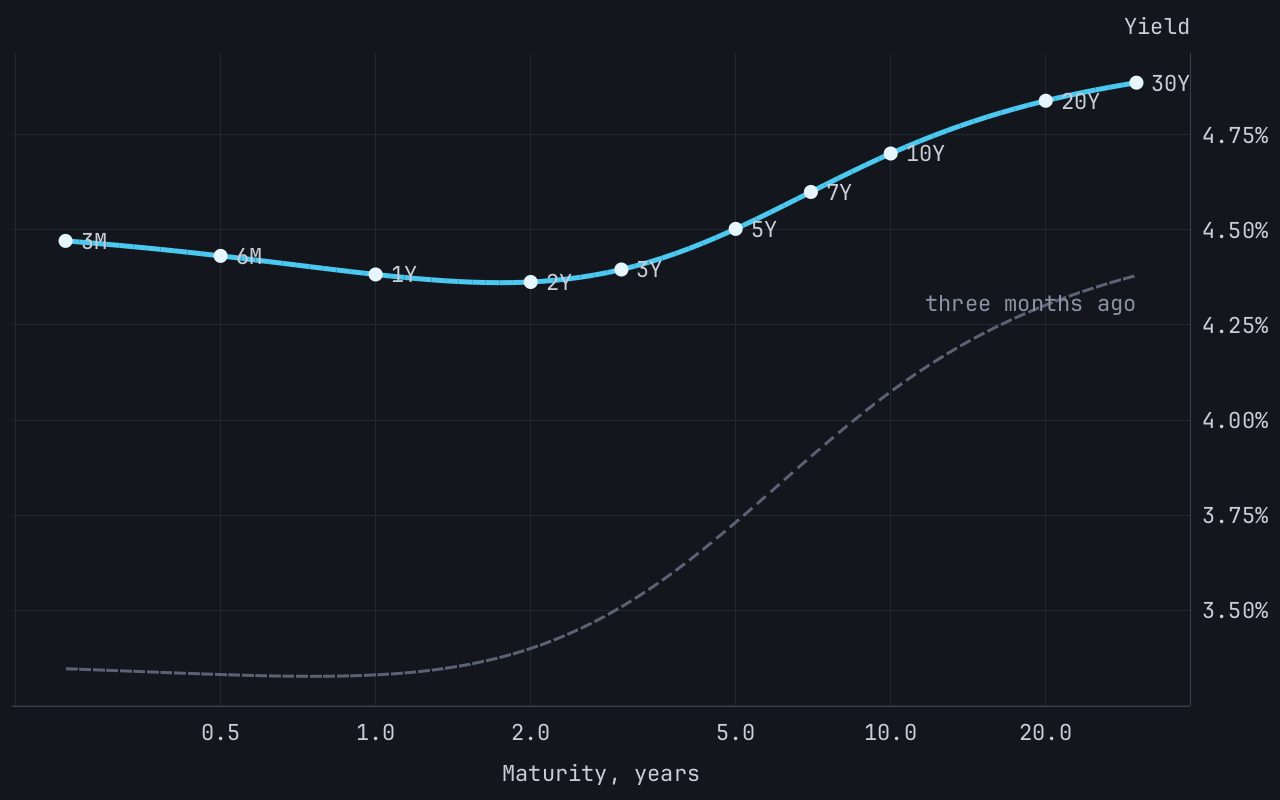 Yield
30Y
20Y
4.75%
10Y
7Y
5Y
4.50%
3M
6M
1Y
2Y
3Y
three months ago
4.25%
4.00%
3.75%
3.50%
0.5
1.0
2.0
5.0
10.0
20.0
Maturity, years